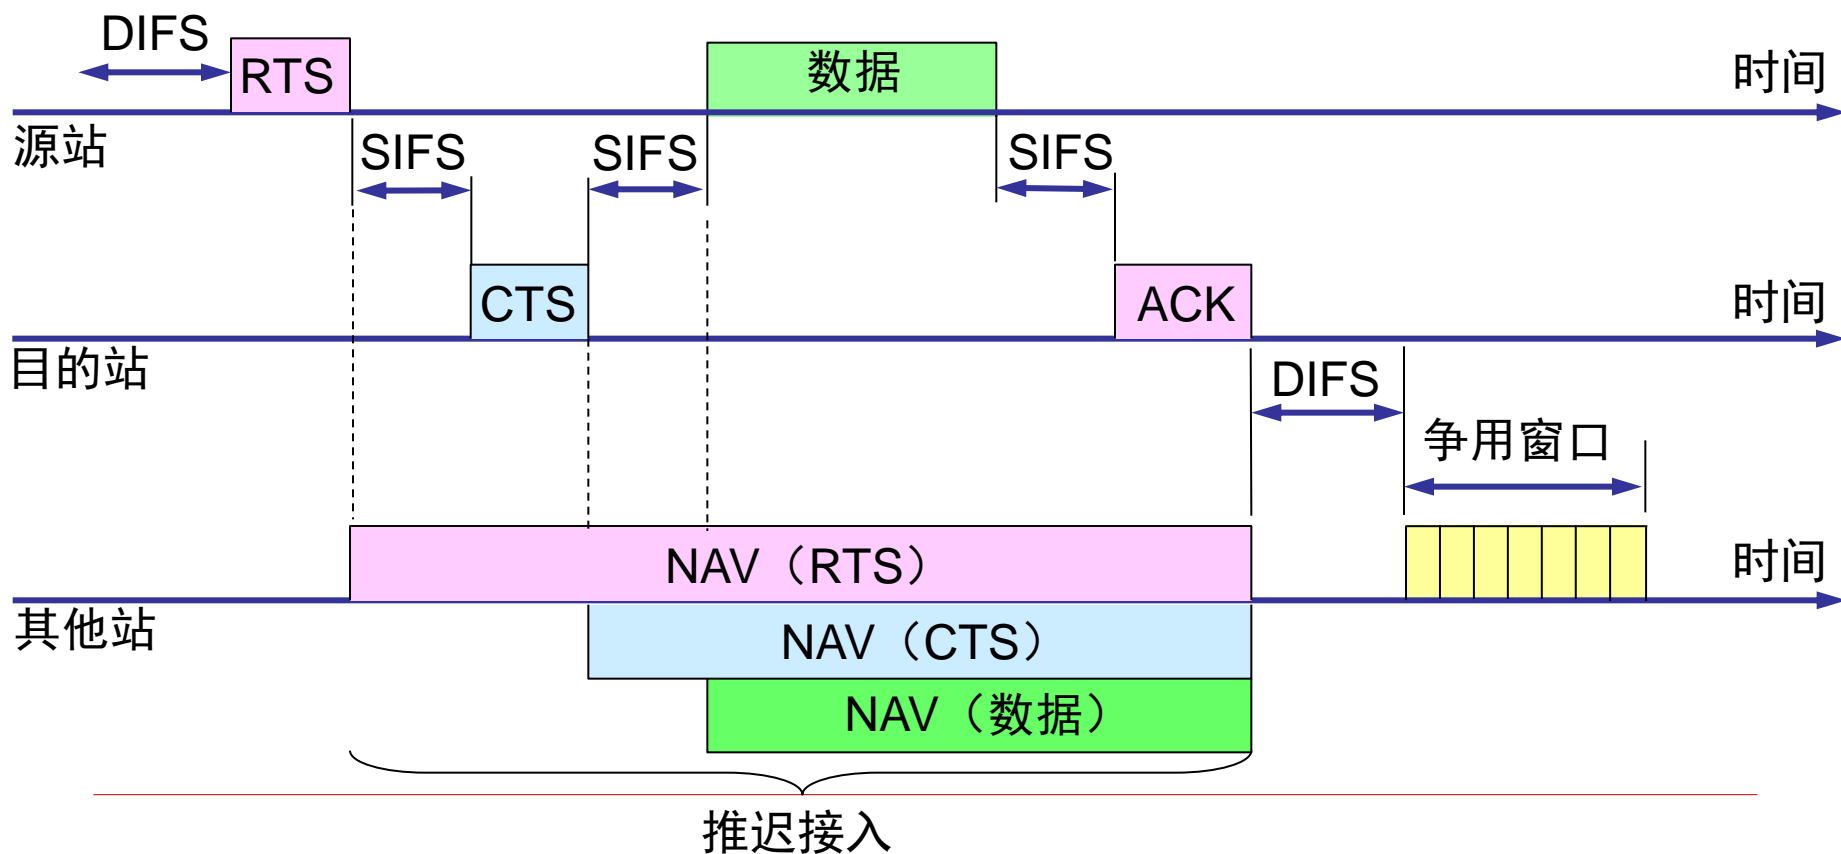 DIFS
RTS
数据
时间
源站
SIFS
SIFS
SIFS
CTS
ACK
时间
目的站
DIFS
争用窗口
NAV（RTS）
时间
其他站
NAV（CTS）
NAV（数据）
推迟接入